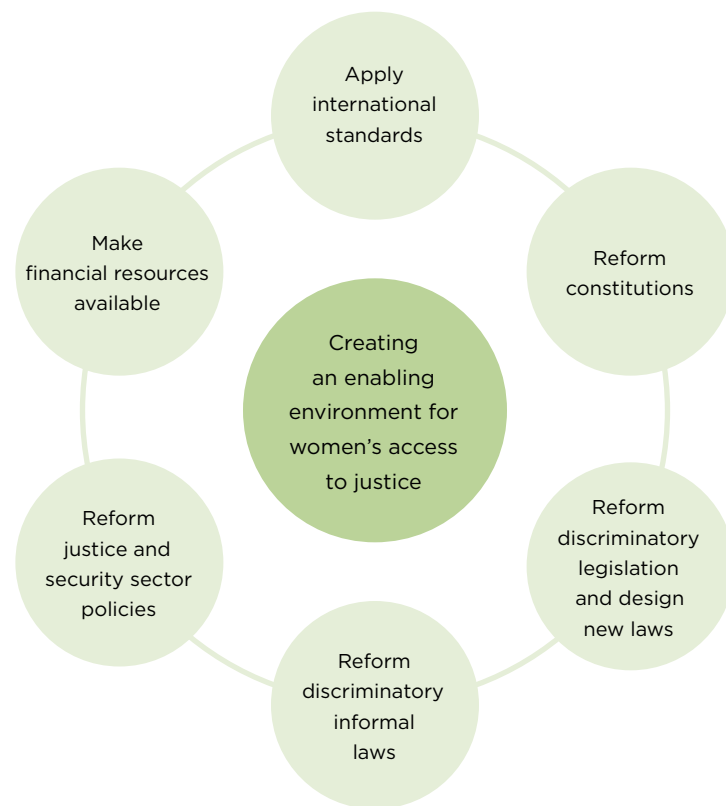 Apply
international
standards
Reform
constitutions
Reform
discriminatory
legislation
and design
new laws
Reform
discriminatory
informal
laws
Reform
justice and
security sector
policies
Make
financial resources
available
Creating
an enabling
environment for
women’s access
to justice